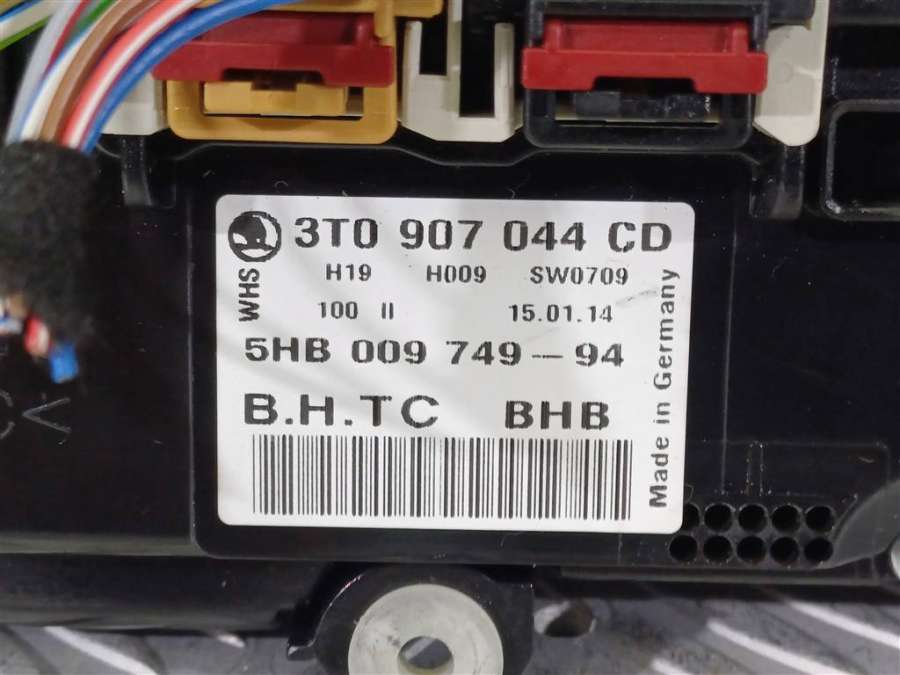 3T0 907 044 CD
WHS
H19 H009 SW0709
100 II 15.01.14
5HB 009 749-94
B.H.TC BHB
Made in Germany